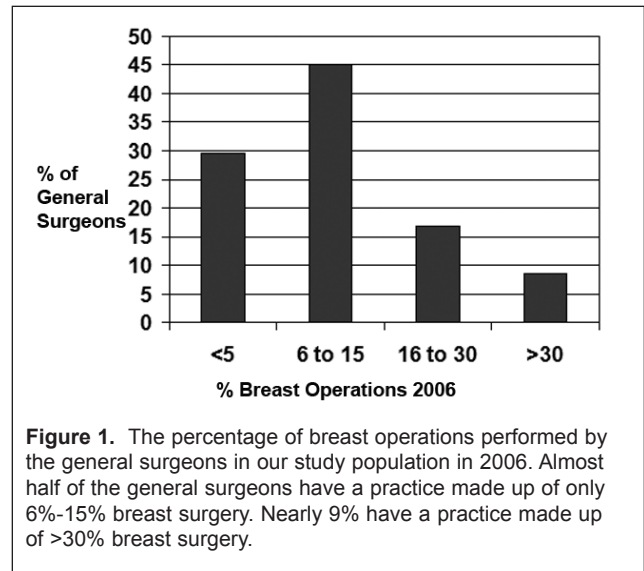 50
45
40
35
30
25
20
15
10
5
0
% of
General
Surgeons
<5 6 to 15 16 to 30 >30
% Breast Operations 2006
Figure 1. The percentage of breast operations performed by
the general surgeons in our study population in 2006. Almost
half of the general surgeons have a practice made up of only
6%-15% breast surgery. Nearly 9% have a practice made up
of >30% breast surgery.